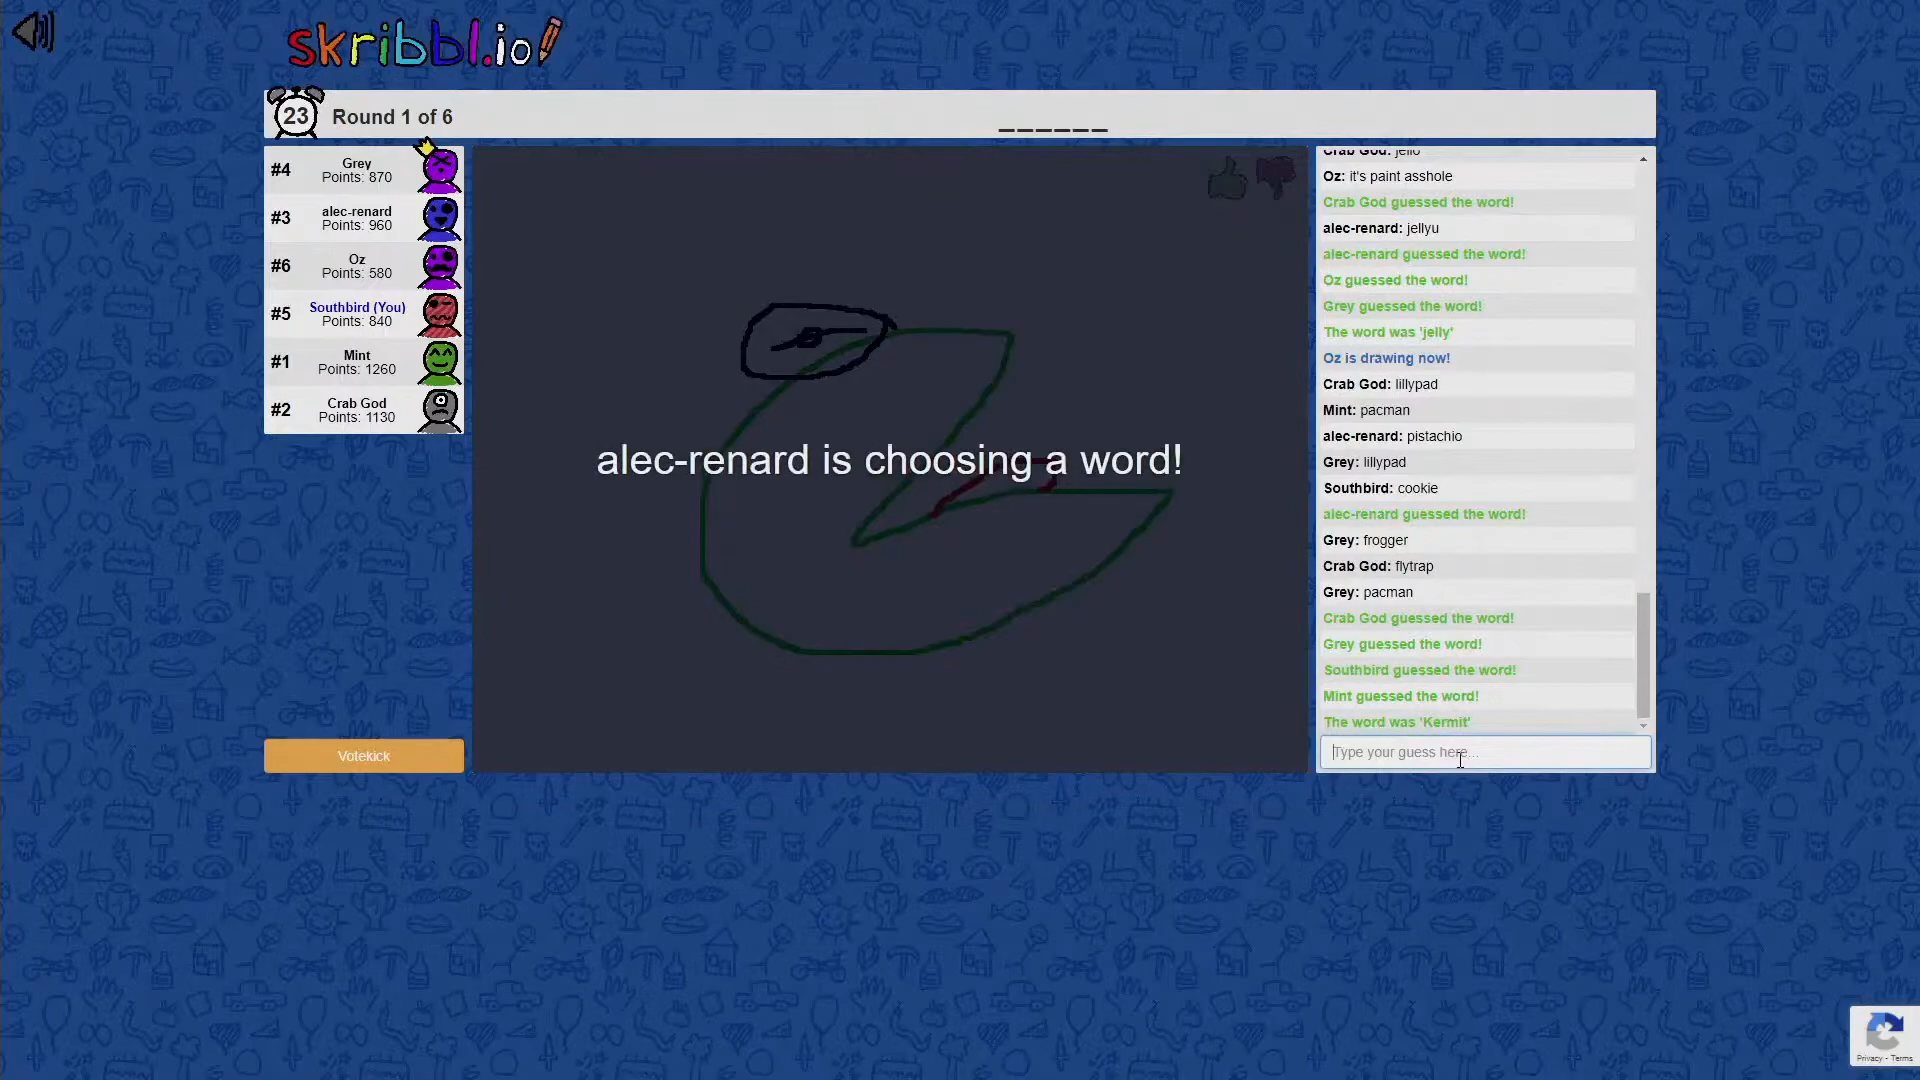 skribbl.io
23
Round 1 of 6
______
#4
Grey
Points: 870
#3
alec-renard
Points: 960
#6
Oz
Points: 580
#5
Southbird (You)
Points: 840
#1
Mint
Points: 1260
#2
Crab God
Points: 1130
Votekick
alec-renard is choosing a word!
Crab God: jello
Oz: it's paint asshole
Crab God guessed the word!
alec-renard: jellyu
alec-renard guessed the word!
Oz guessed the word!
Grey guessed the word!
The word was 'jelly'
Oz is drawing now!
Crab God: lillypad
Mint: pacman
alec-renard: pistachio
Grey: lillypad
Southbird: cookie
alec-renard guessed the word!
Grey: frogger
Crab God: flytrap
Grey: pacman
Crab God guessed the word!
Grey guessed the word!
Southbird guessed the word!
Mint guessed the word!
The word was 'Kermit'
Type your guess here...
Privacy - Terms